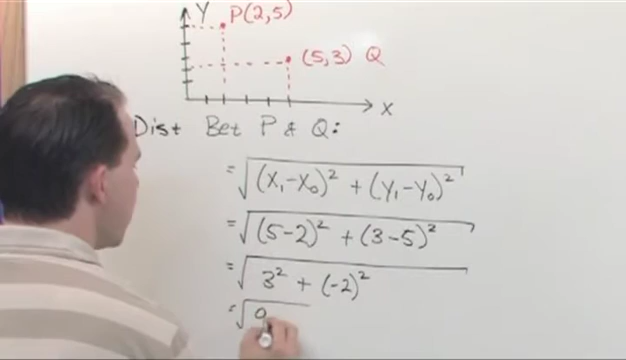 Y P(2,5)
(5,3) Q
X
Dist Bet P & Q:
= √(X₁-X₀)² + (Y₁-Y₀)²
= √(5-2)² + (3-5)²
= √3² + (-2)²
= √9